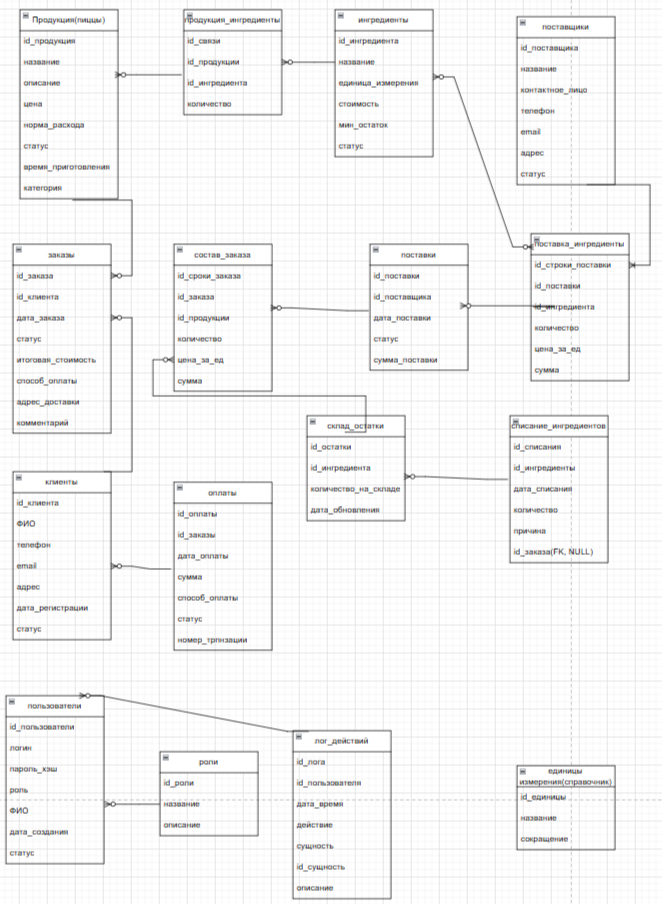 Продукция(пиццы)
id_продукция
название
описание
цена
норма_расхода
статус
время_приготовления
категория
продукция_ингредиенты
id_связи
id_продукции
id_ингредиента
количество
ингредиенты
id_ингредиента
название
единица_измерения
стоимость
мин_остаток
статус
поставщики
id_поставщика
название
контактное_лицо
телефон
email
адрес
статус
заказы
id_заказа
id_клиента
дата_заказа
статус
итоговая_стоимость
способ_оплаты
адрес_доставки
комментарий
состав_заказа
id_сроки_заказа
id_заказа
id_продукции
количество
цена_за_ед
сумма
поставки
id_поставки
id_поставщика
дата_поставки
статус
сумма_поставки
поставка_ингредиенты
id_строки_поставки
id_поставки
id_ингредиента
количество
цена_за_ед
сумма
склад_остатки
id_остатки
id_ингредиента
количество_на_складе
дата_обновления
списание_ингредиентов
id_списания
id_ингредиенты
дата_списания
количество
причина
id_заказа(FK, NULL)
клиенты
id_клиента
ФИО
телефон
email
адрес
дата_регистрации
статус
оплаты
id_оплаты
id_заказы
дата_оплаты
сумма
способ_оплаты
статус
номер_трпнзации
пользователи
id_пользователи
логин
пароль_хэш
роль
ФИО
дата_создания
статус
роли
id_роли
название
описание
лог_действий
id_лога
id_пользователя
дата_время
действие
сущность
id_сущность
описание
единицы
измерения(справочник)
id_единицы
название
сокращение